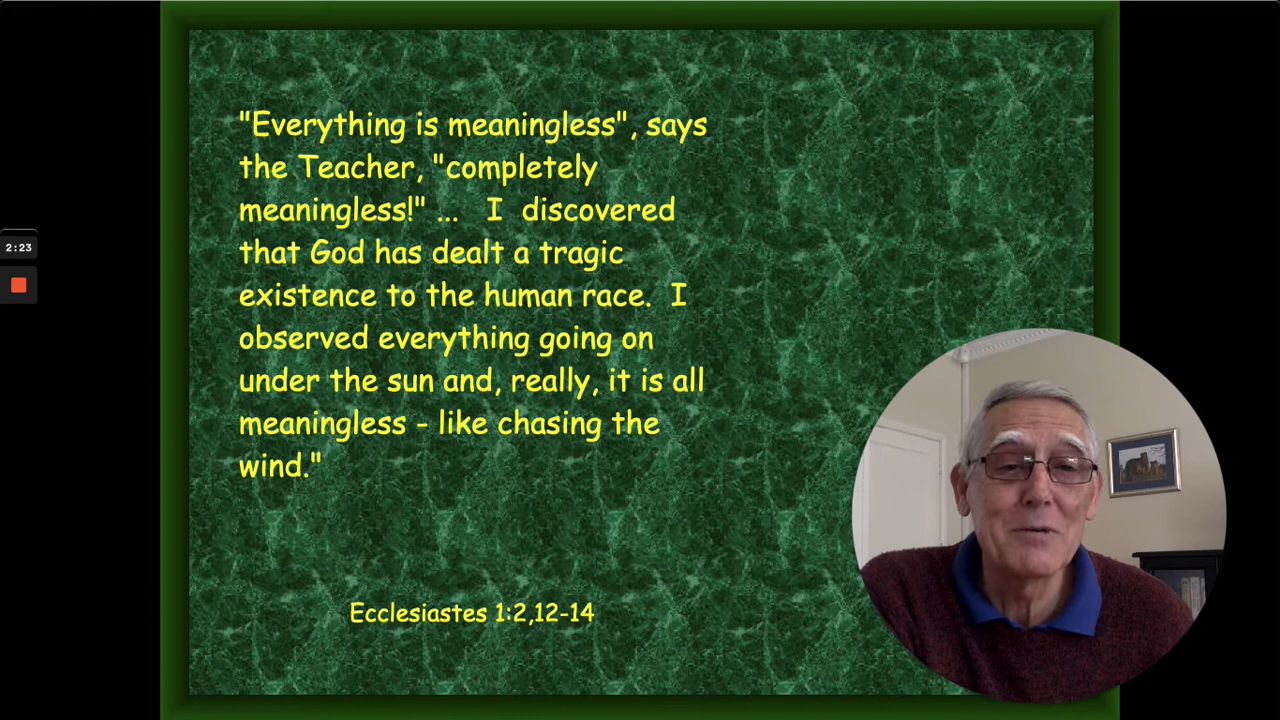 "Everything is meaningless", says
the Teacher, "completely
meaningless!" ... I discovered
that God has dealt a tragic
existence to the human race. I
observed everything going on
under the sun and, really, it is all
meaningless - like chasing the
wind."
2:23
Ecclesiastes 1:2,12-14